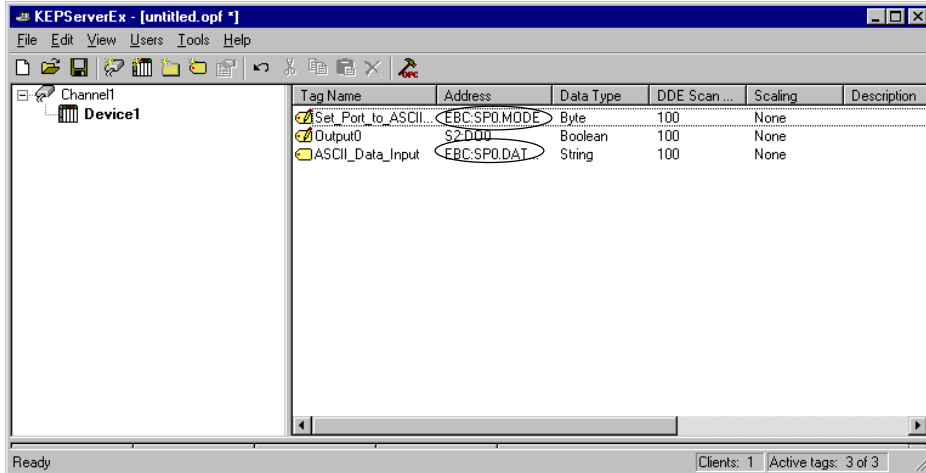 KEPServerEx - [untitled.opf *]
File Edit View Users Tools Help
OPC
Channel1
Device1
Tag Name Address Data Type DDE Scan ... Scaling Description
Set_Port_to_ASCII... EBC:SP0.MODE Byte 100 None
Output0 S2:DO0 Boolean 100 None
ASCII_Data_Input EBC:SP0.DAT... String 100 None
Ready Clients: 1 Active tags: 3 of 3